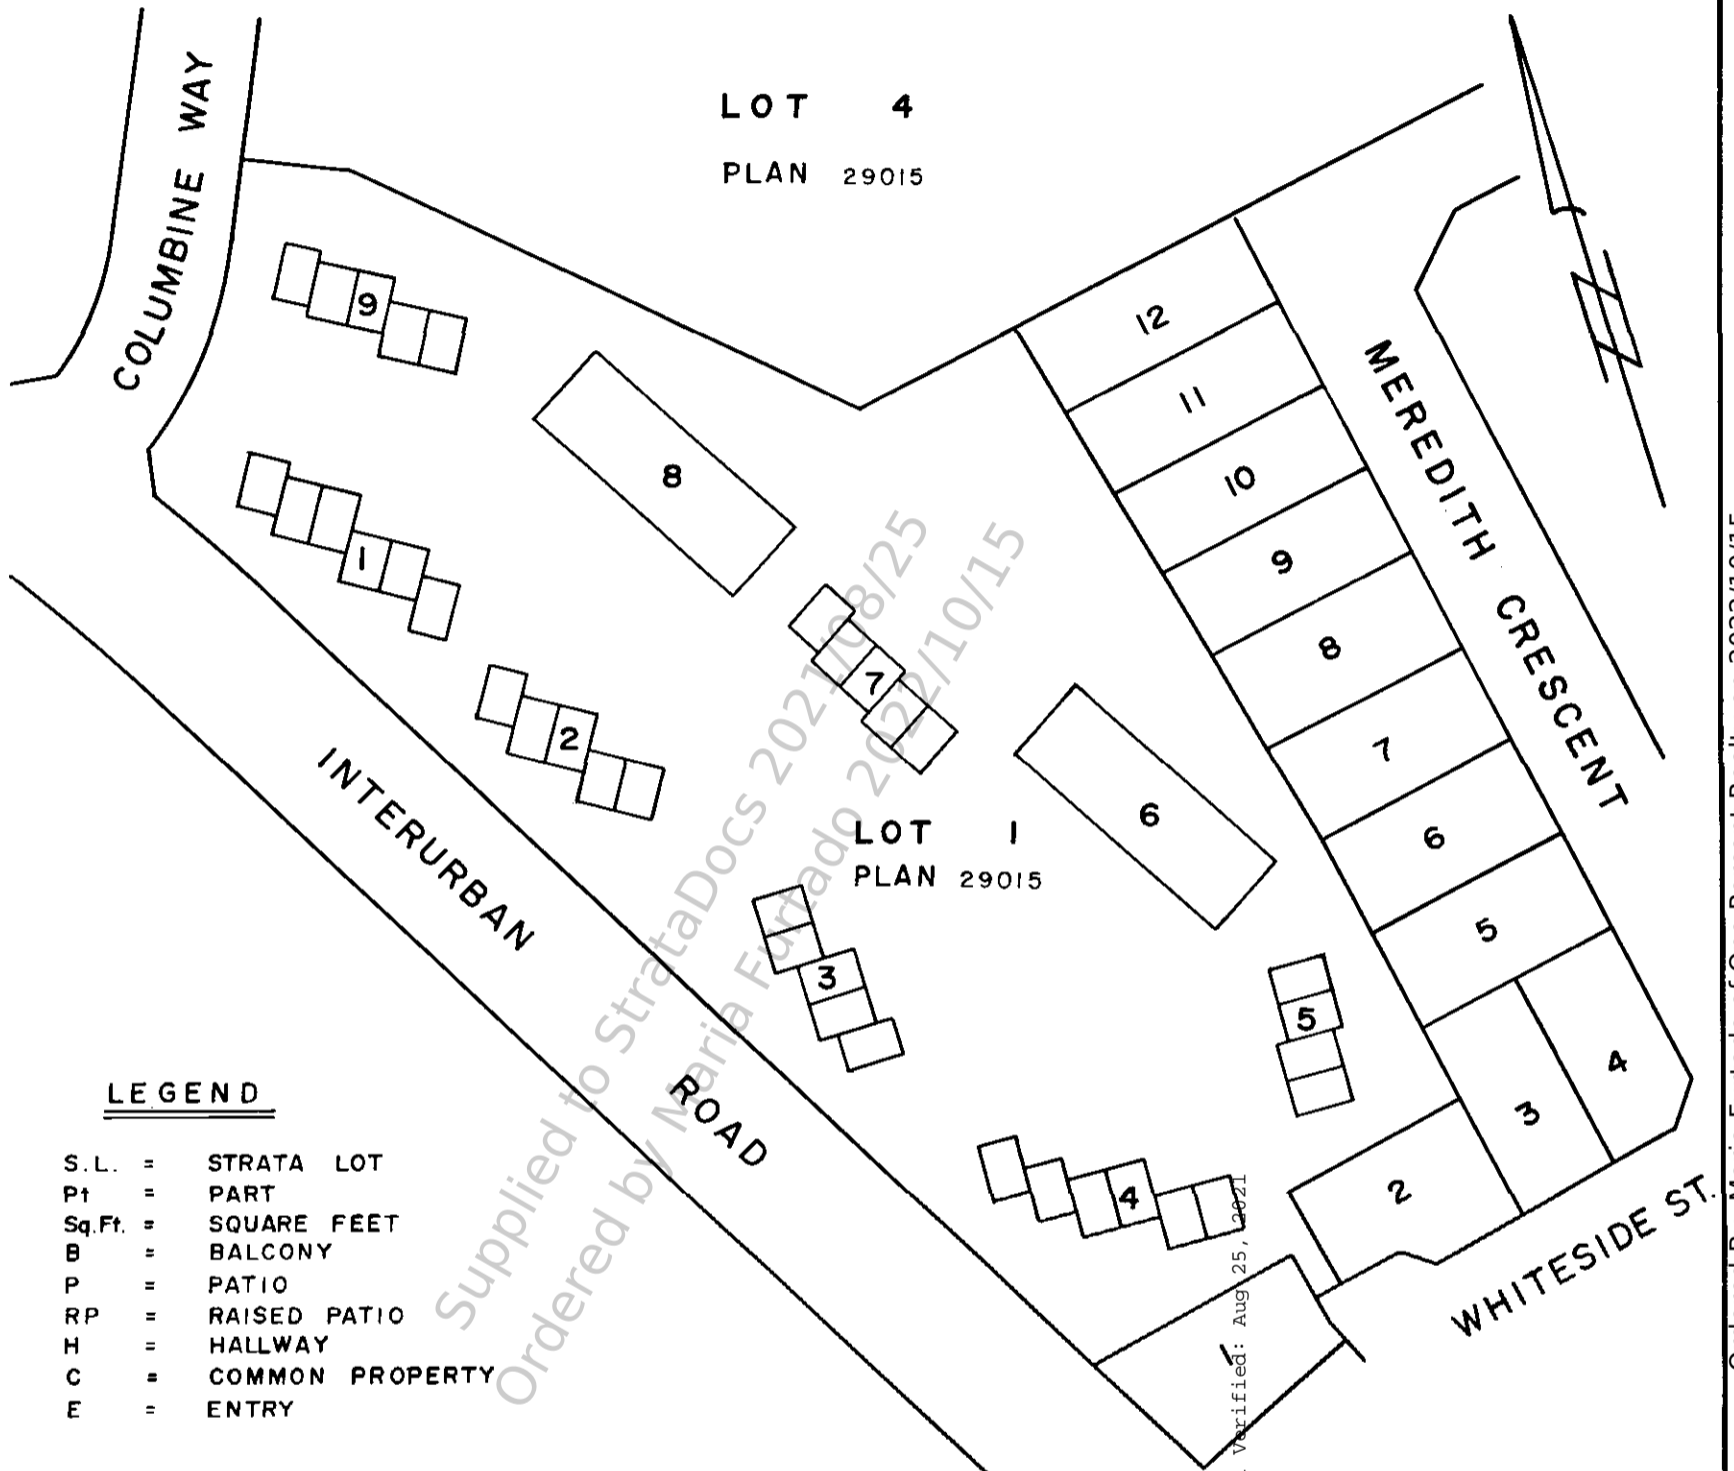 COLUMBINE WAY
LOT 4
PLAN 29015
9
8
1
2
7
6
LOT 1
PLAN 29015
3
5
4
12
11
10
9
8
7
6
5
4
3
2
1
MEREDITH CRESCENT
INTERURBAN ROAD
WHITESIDE ST.
LEGEND
S.L. = STRATA LOT
Pt = PART
Sq.Ft. = SQUARE FEET
B = BALCONY
P = PATIO
RP = RAISED PATIO
H = HALLWAY
C = COMMON PROPERTY
E = ENTRY
Supplied to StrataDocs 2021/08/25
Ordered by Maria Furtado 2022/10/15
Verified: Aug 25, 2021